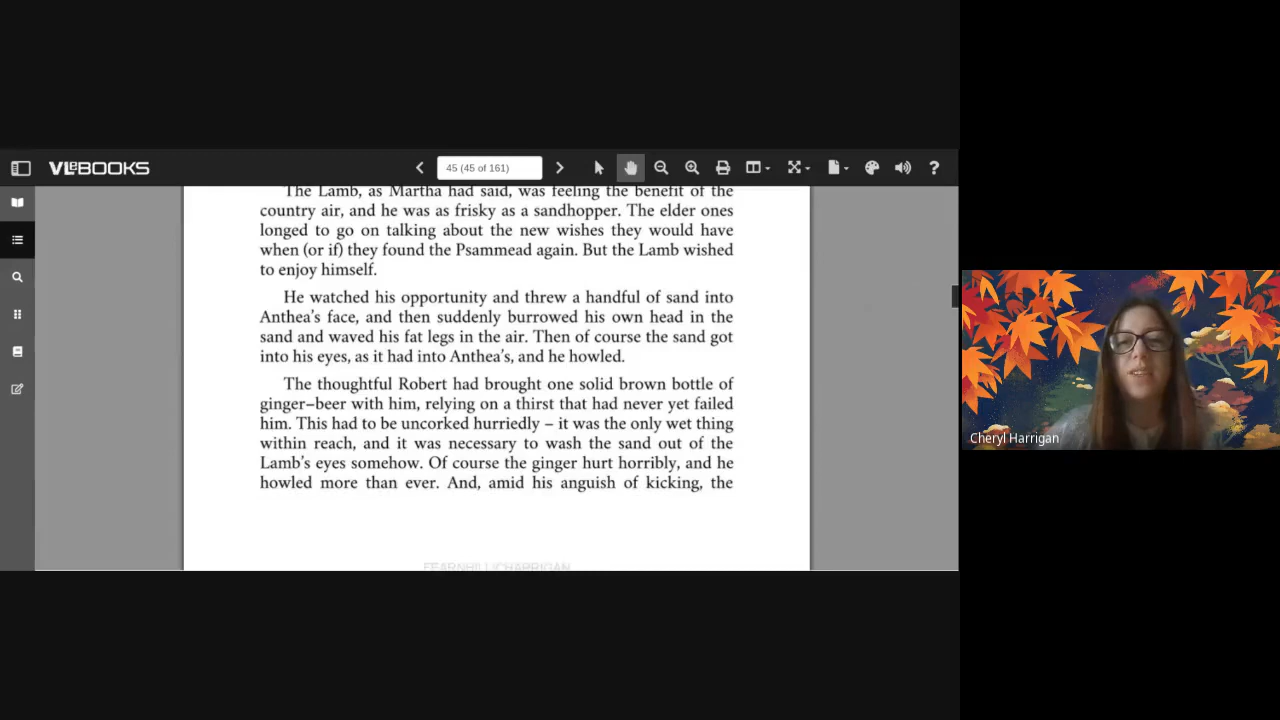 VLeBOOKS
45 (45 of 161)
?
The Lamb, as Martha had said, was feeling the benefit of the
country air, and he was as frisky as a sandhopper. The elder ones
longed to go on talking about the new wishes they would have
when (or if) they found the Psammead again. But the Lamb wished
to enjoy himself.
He watched his opportunity and threw a handful of sand into
Anthea's face, and then suddenly burrowed his own head in the
sand and waved his fat legs in the air. Then of course the sand got
into his eyes, as it had into Anthea's, and he howled.
The thoughtful Robert had brought one solid brown bottle of
ginger–beer with him, relying on a thirst that had never yet failed
him. This had to be uncorked hurriedly – it was the only wet thing
within reach, and it was necessary to wash the sand out of the
Lamb's eyes somehow. Of course the ginger hurt horribly, and he
howled more than ever. And, amid his anguish of kicking, the
FEARNHILL\CHARRIGAN
Cheryl Harrigan